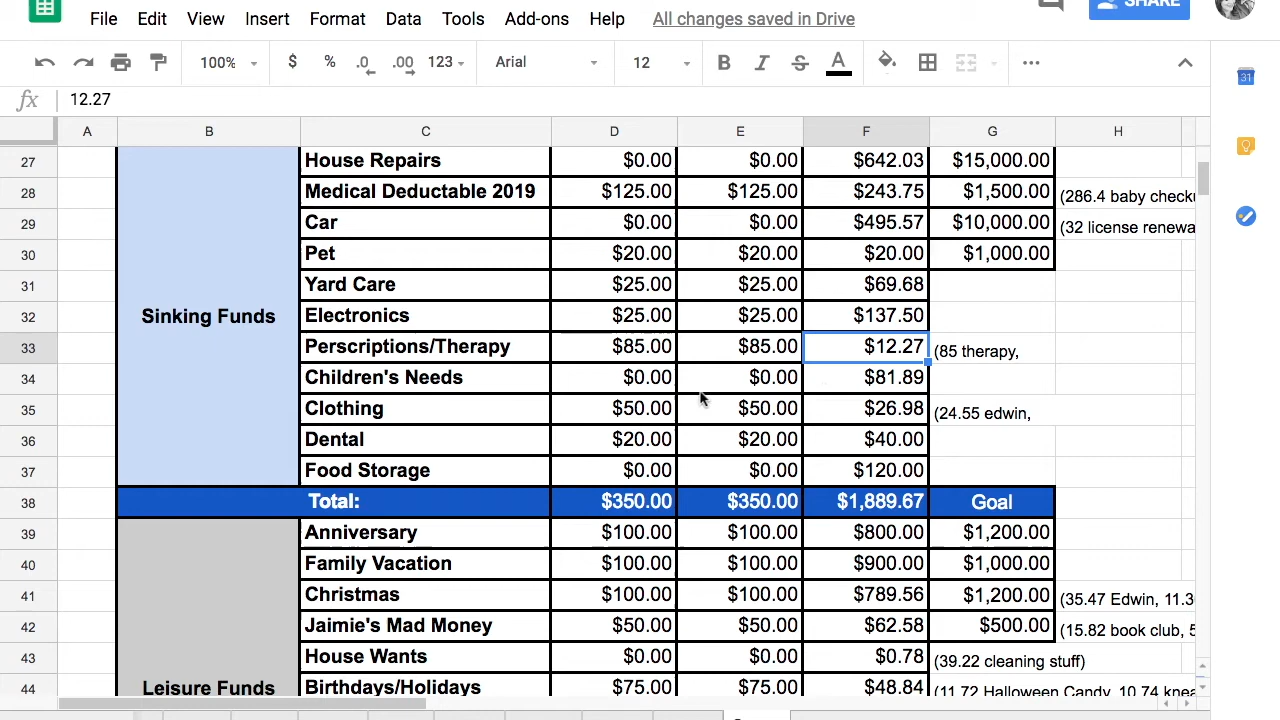 File Edit View Insert Format Data Tools Add-ons Help All changes saved in Drive SHARE
100% $ % .0 .00 123 Arial 12 B I S A 31
fx 12.27
A B C D E F G H
27 House Repairs $0.00 $0.00 $642.03 $15,000.00
28 Medical Deductable 2019 $125.00 $125.00 $243.75 $1,500.00 (286.4 baby
29 Car $0.00 $0.00 $495.57 $10,000.00 (32 license
30 Pet $20.00 $20.00 $20.00 $1,000.00
31 Yard Care $25.00 $25.00 $69.68
32 Sinking Funds Electronics $25.00 $25.00 $137.50
33 Perscriptions/Therapy $85.00 $85.00 $12.27 (85 therapy,
34 Children's Needs $0.00 $0.00 $81.89
35 Clothing $50.00 $50.00 $26.98 (24.55 edwin,
36 Dental $20.00 $20.00 $40.00
37 Food Storage $0.00 $0.00 $120.00
38 Total: $350.00 $350.00 $1,889.67 Goal
39 Anniversary $100.00 $100.00 $800.00 $1,200.00
40 Family Vacation $100.00 $100.00 $900.00 $1,000.00
41 Christmas $100.00 $100.00 $789.56 $1,200.00 (35.47 Edwin, 11.3
42 Jaimie's Mad Money $50.00 $50.00 $62.58 $500.00 (15.82 book club, 5
43 House Wants $0.00 $0.00 $0.78 (39.22 cleaning stuff)
44 Leisure Funds Birthdays/Holidays $75.00 $75.00 $48.84 (11.72 Halloween Candy, 10.74